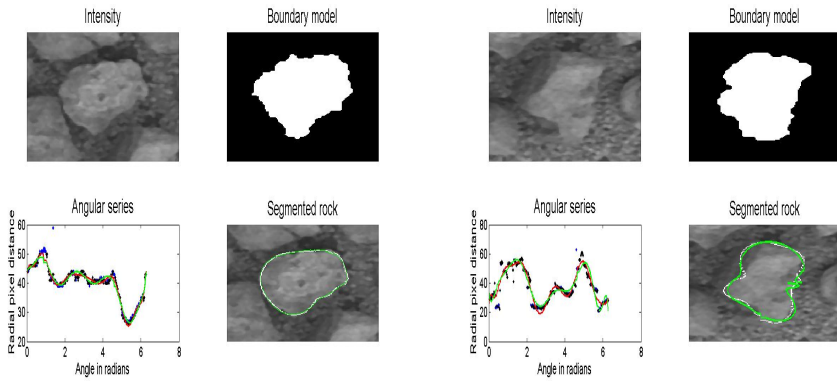 Intensity
Boundary model
Intensity
Boundary model
Angular series
Segmented rock
Angular series
Segmented rock
Radial pixel distance
60
50
40
30
20
0
2
4
6
8
Angle in radians
Radial pixel distance
80
60
40
20
0
0
2
4
6
8
Angle in radians